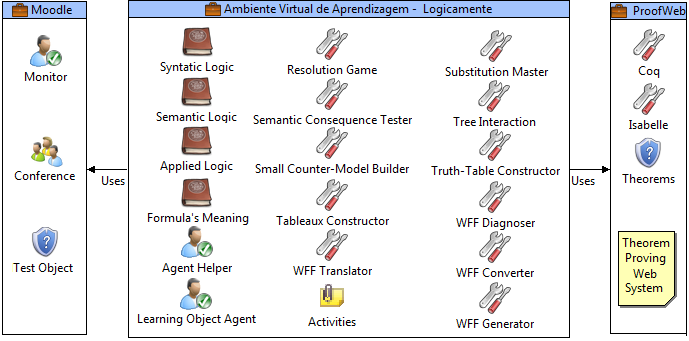 Moodle
Monitor
Conference
Test Object
Uses
Ambiente Virtual de Aprendizagem - Logicamente
Syntatic Logic
Resolution Game
Substitution Master
Semantic Logic
Semantic Consequence Tester
Tree Interaction
Applied Logic
Small Counter-Model Builder
Truth-Table Constructor
Formula's Meaning
Tableaux Constructor
WFF Diagnoser
Agent Helper
WFF Translator
WFF Converter
Learning Object Agent
Activities
WFF Generator
Uses
ProofWeb
Coq
Isabelle
Theorems
Theorem
Proving
Web
System